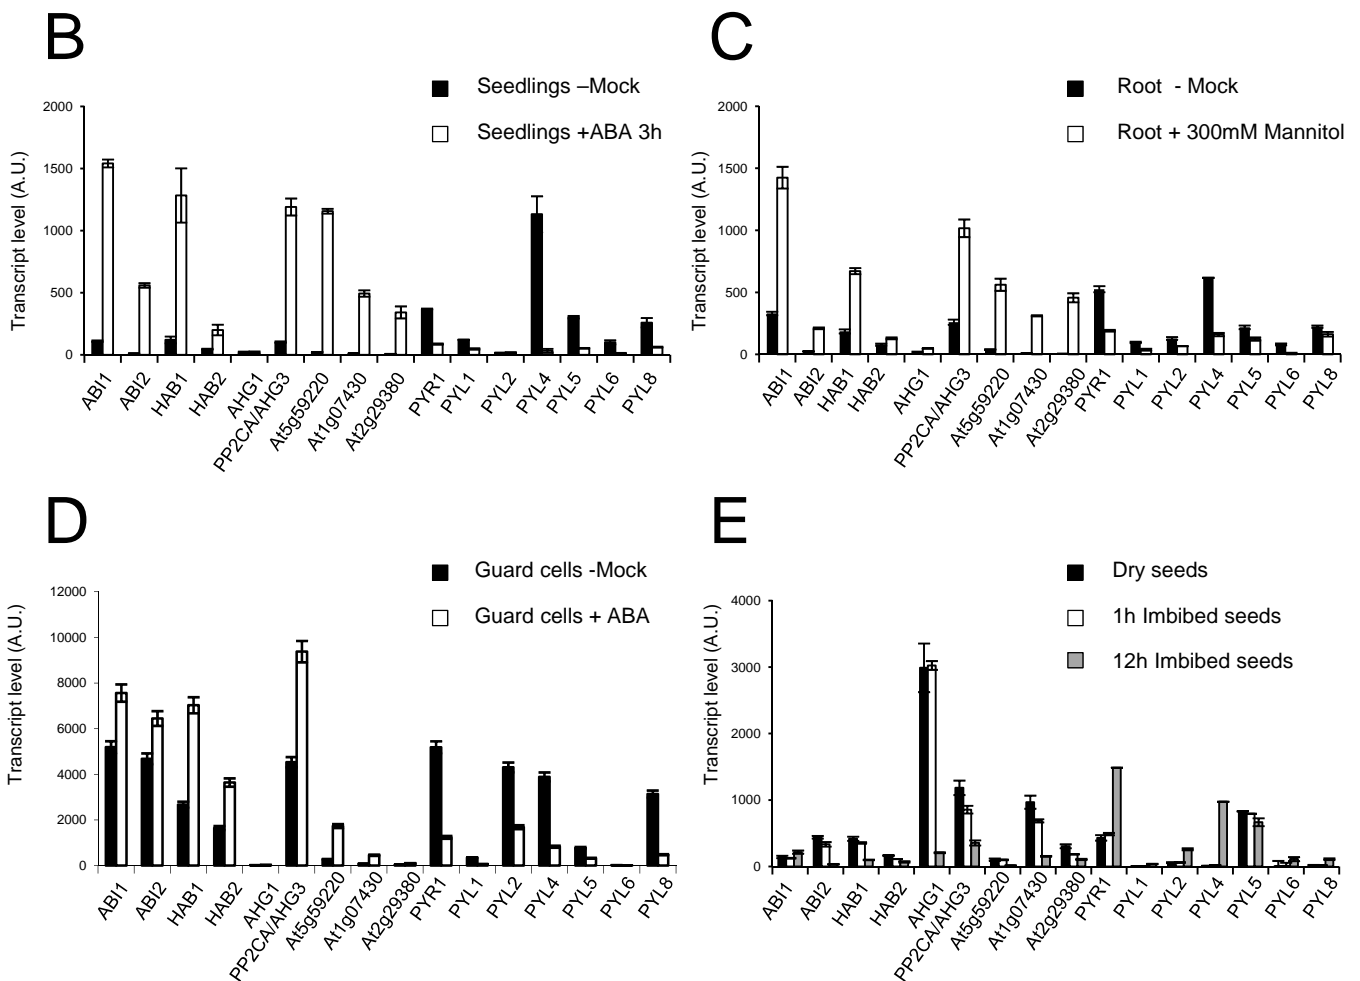 B
Seedlings –Mock
Seedlings +ABA 3h
Transcript level (A.U.)
2000
1500
1000
500
0
ABI1
ABI2
HAB1
HAB2
AHG1
PP2CA/AHG3
At5g59220
At1g07430
At2g29380
PYR1
PYL1
PYL2
PYL4
PYL5
PYL6
PYL8
C
Root - Mock
Root + 300mM Mannitol
Transcript level (A.U.)
2000
1500
1000
500
0
ABI1
ABI2
HAB1
HAB2
AHG1
PP2CA/AHG3
At5g59220
At1g07430
At2g29380
PYR1
PYL1
PYL2
PYL4
PYL5
PYL6
PYL8
D
Guard cells -Mock
Guard cells + ABA
Transcript level (A.U.)
12000
10000
8000
6000
4000
2000
0
ABI1
ABI2
HAB1
HAB2
AHG1
PP2CA/AHG3
At5g59220
At1g07430
At2g29380
PYR1
PYL1
PYL2
PYL4
PYL5
PYL6
PYL8
E
Dry seeds
1h Imbibed seeds
12h Imbibed seeds
Transcript level (A.U.)
4000
3000
2000
1000
0
ABI1
ABI2
HAB1
HAB2
AHG1
PP2CA/AHG3
At5g59220
At1g07430
At2g29380
PYR1
PYL1
PYL2
PYL4
PYL5
PYL6
PYL8